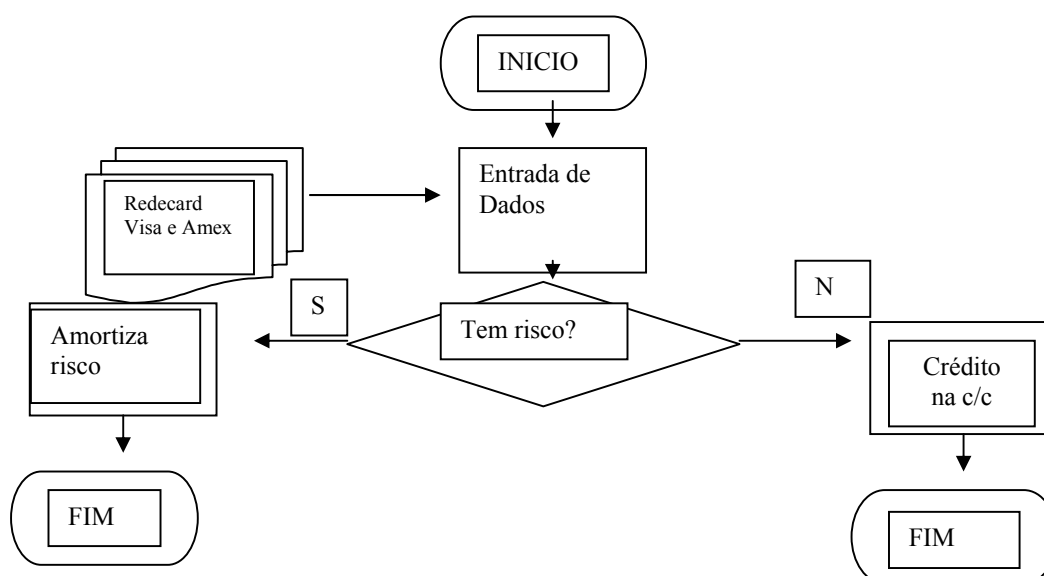 INICIO
Entrada de
Dados
Redecard
Visa e Amex
S
N
Tem risco?
Amortiza
risco
Crédito
na c/c
FIM
FIM